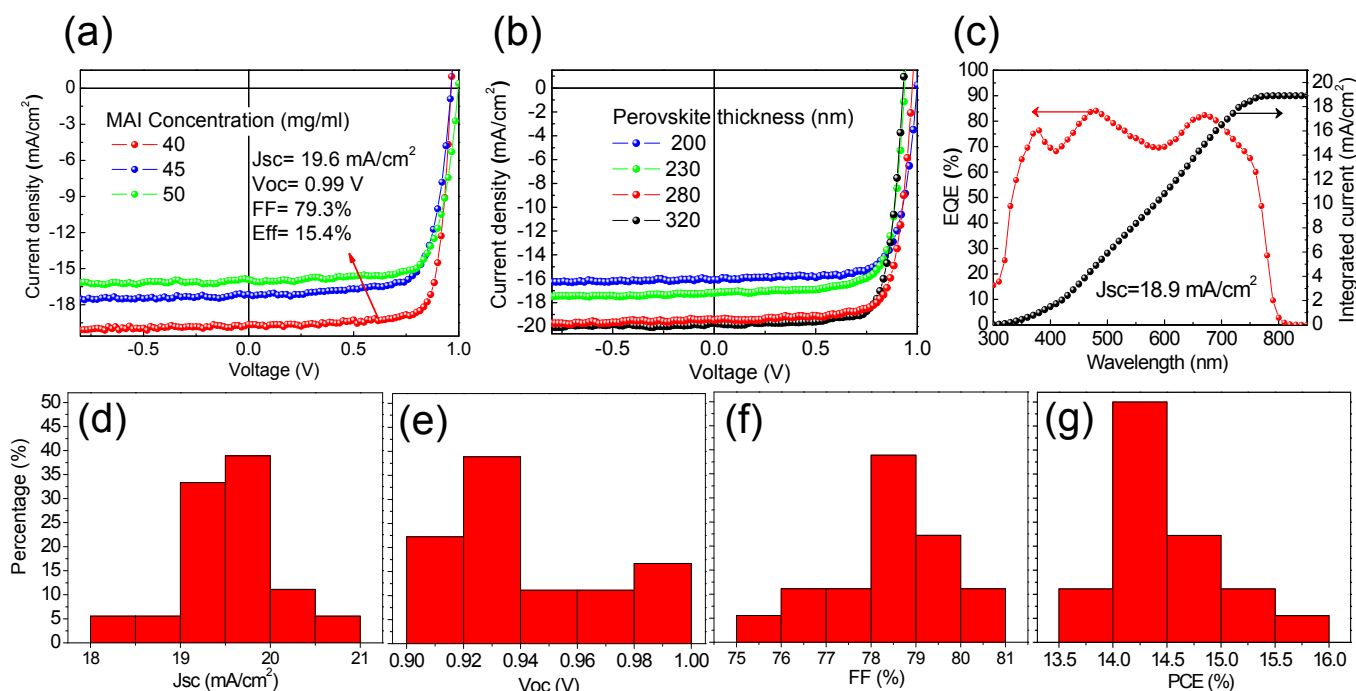 (a)
Current density (mA/cm²)
0
-3
-6
-9
-12
-15
-18
MAI Concentration (mg/ml)
40
45
50
Jsc= 19.6 mA/cm²
Voc= 0.99 V
FF= 79.3%
Eff= 15.4%
-0.5 0.0 0.5 1.0
Voltage (V)
(b)
Current density (mA/cm²)
0
-2
-4
-6
-8
-10
-12
-14
-16
-18
-20
Perovskite thickness (nm)
200
230
280
320
-0.5 0.0 0.5 1.0
Voltage (V)
(c)
EQE (%)
100
90
80
70
60
50
40
30
20
10
0
Jsc=18.9 mA/cm²
20
18
16
14
12
10
8
6
4
2
0
Integrated current (mA/cm²)
300 400 500 600 700 800
Wavelength (nm)
Percentage (%)
50
45
40
35
30
25
20
15
10
5
0
(d)
18 19 20 21
Jsc (mA/cm²)
(e)
0.90 0.92 0.94 0.96 0.98 1.00
Voc (V)
(f)
75 76 77 78 79 80 81
FF (%)
(g)
13.5 14.0 14.5 15.0 15.5 16.0
PCE (%)